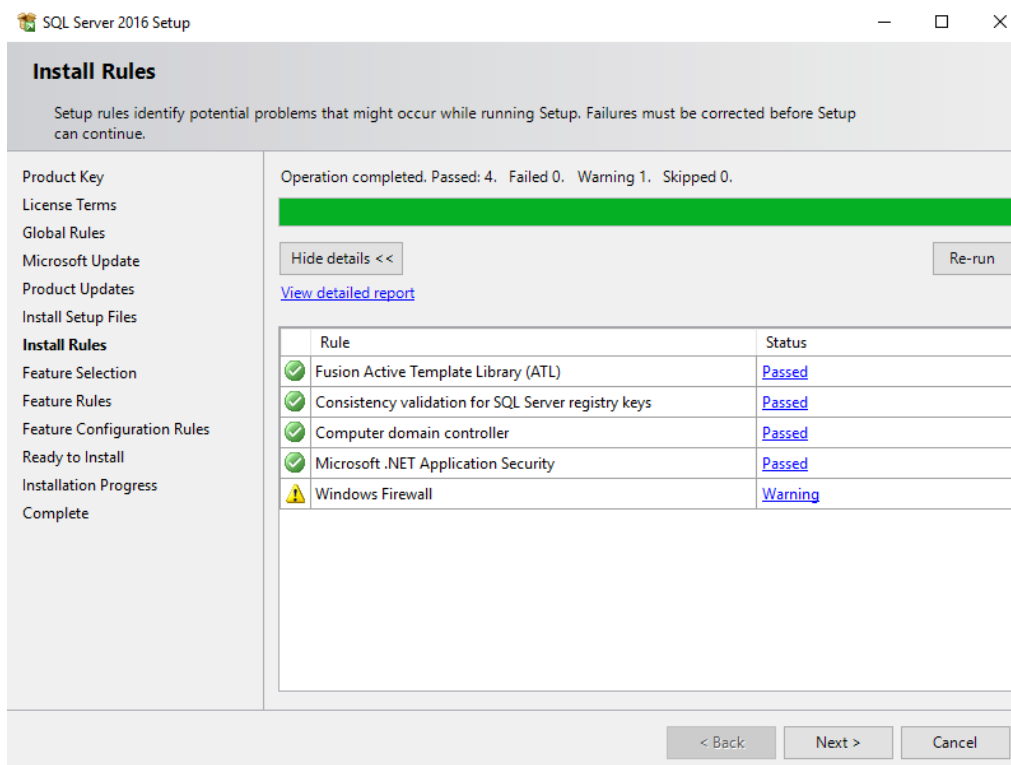 SQL Server 2016 Setup
Install Rules
Setup rules identify potential problems that might occur while running Setup. Failures must be corrected before Setup
can continue.
Product Key
License Terms
Global Rules
Microsoft Update
Product Updates
Install Setup Files
Install Rules
Feature Selection
Feature Rules
Feature Configuration Rules
Ready to Install
Installation Progress
Complete
Operation completed. Passed: 4.   Failed 0.   Warning 1.   Skipped 0.
Hide details <<
Re-run
View detailed report
Rule Status
Fusion Active Template Library (ATL) Passed
Consistency validation for SQL Server registry keys Passed
Computer domain controller Passed
Microsoft .NET Application Security Passed
Windows Firewall Warning
< Back Next > Cancel